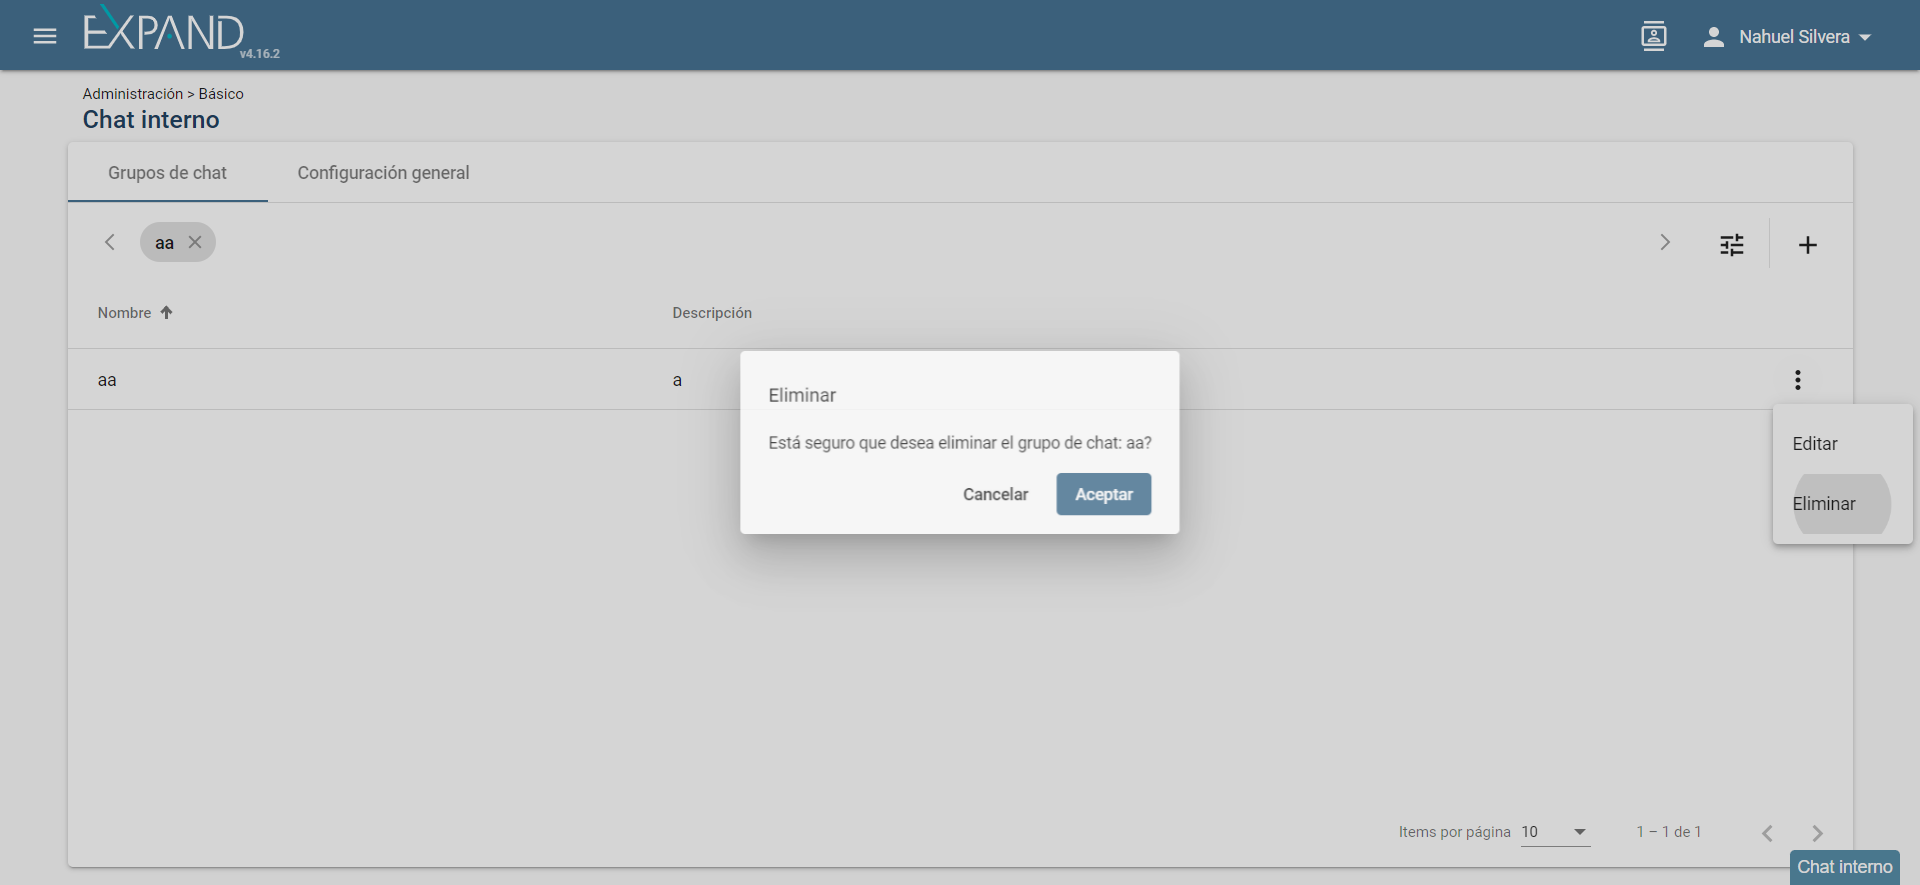 EXPAND
v4.16.2
Nahuel Silvera
Administración > Básico
Chat interno
Grupos de chat
Configuración general
aa
Nombre
Descripción
aa
a
Editar
Eliminar
Eliminar
Está seguro que desea eliminar el grupo de chat: aa?
Cancelar
Aceptar
Items por página
10
1 – 1 de 1
Chat interno